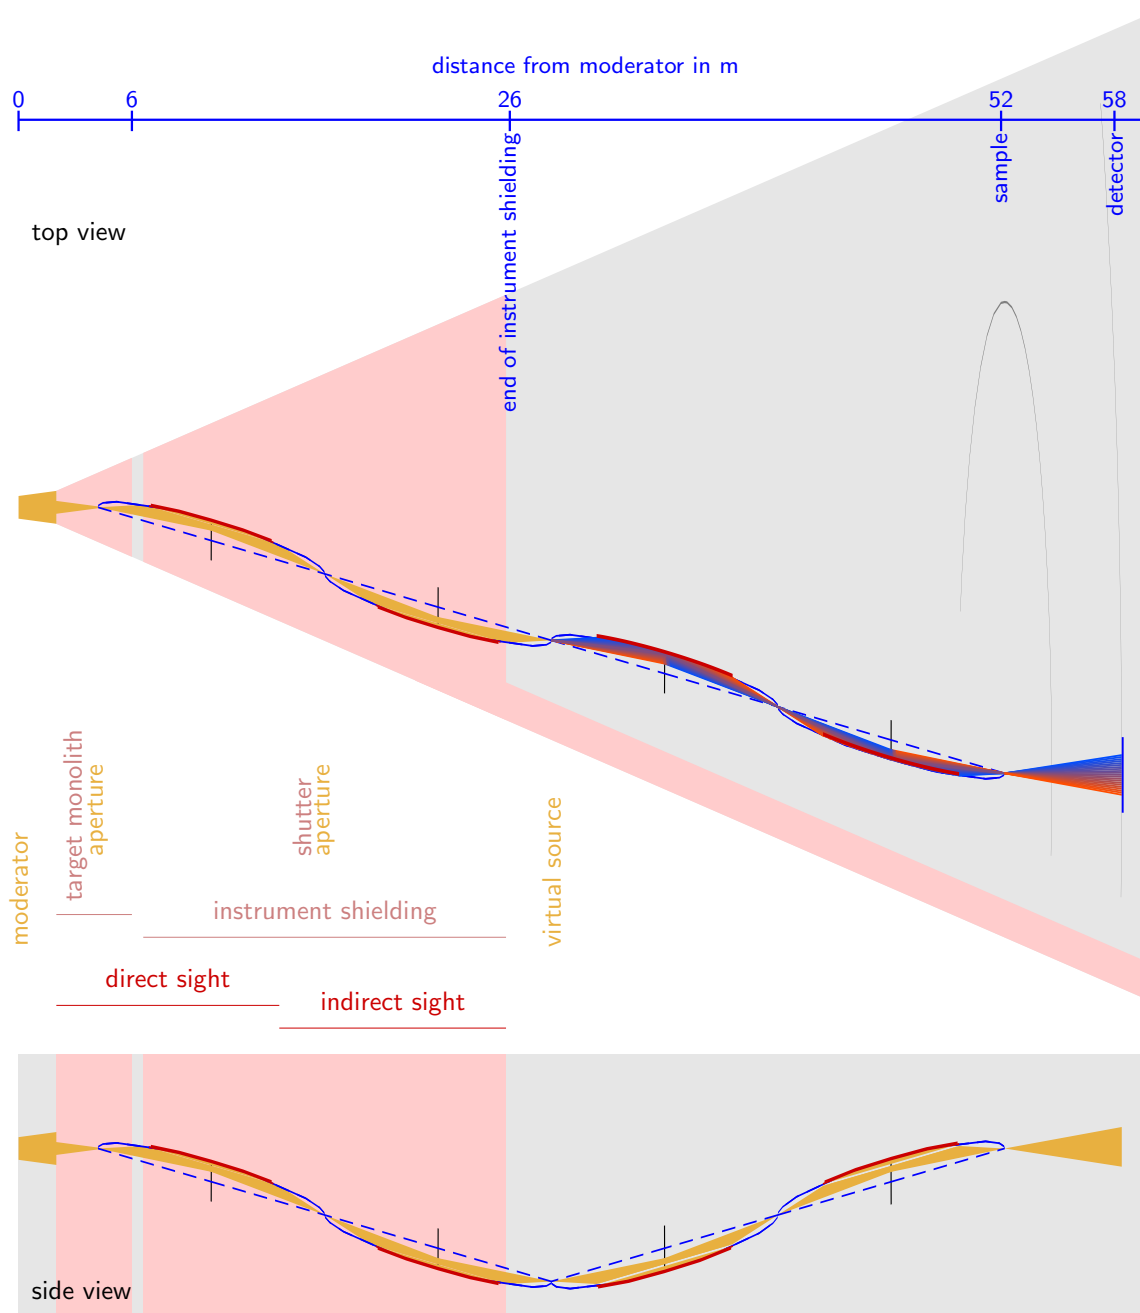 distance from moderator in m
0
6
26
52
58
end of instrument shielding
sample
detector
top view
moderator
target monolith
aperture
shutter
aperture
virtual source
instrument shielding
direct sight
indirect sight
side view